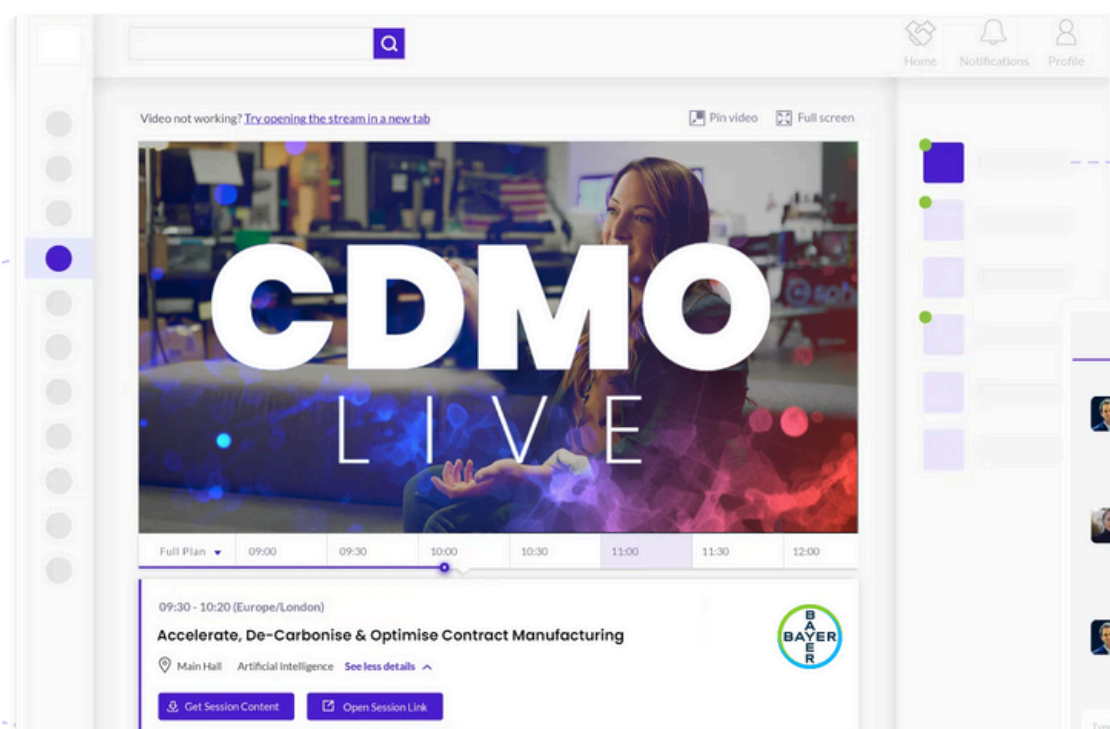 Home Notifications Profile
Video not working? Try opening the stream in a new tab Pin video Full screen
CDMO
LIVE
Full Plan 09:00 09:30 10:00 10:30 11:00 11:30 12:00
09:30 - 10:20 (Europe/London)
Accelerate, De-Carbonise & Optimise Contract Manufacturing
BAYER
BAYER
Main Hall Artificial Intelligence See less details
Get Session Content Open Session Link